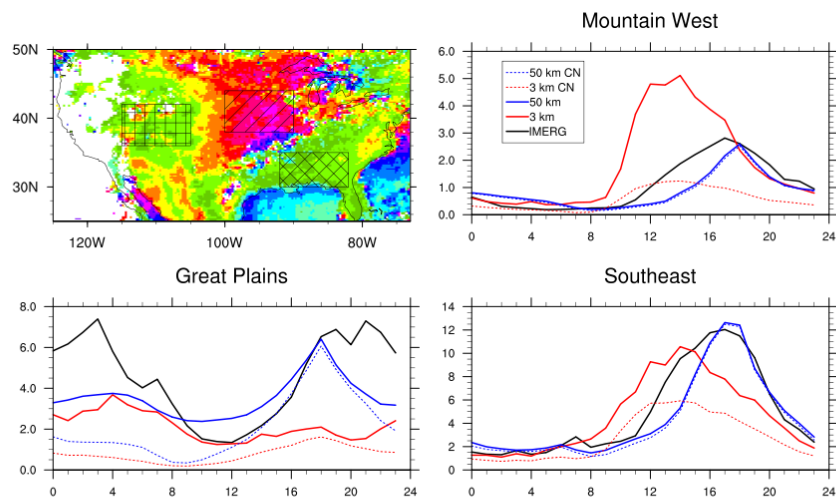 Mountain West
50N
40N
30N
120W
100W
80W
6.0
5.0
4.0
3.0
2.0
1.0
0.0
50 km CN
3 km CN
50 km
3 km
IMERG
0
4
8
12
16
20
24
Great Plains
8.0
6.0
4.0
2.0
0.0
0
4
8
12
16
20
24
Southeast
14
12
10
8
6
4
2
0
0
4
8
12
16
20
24